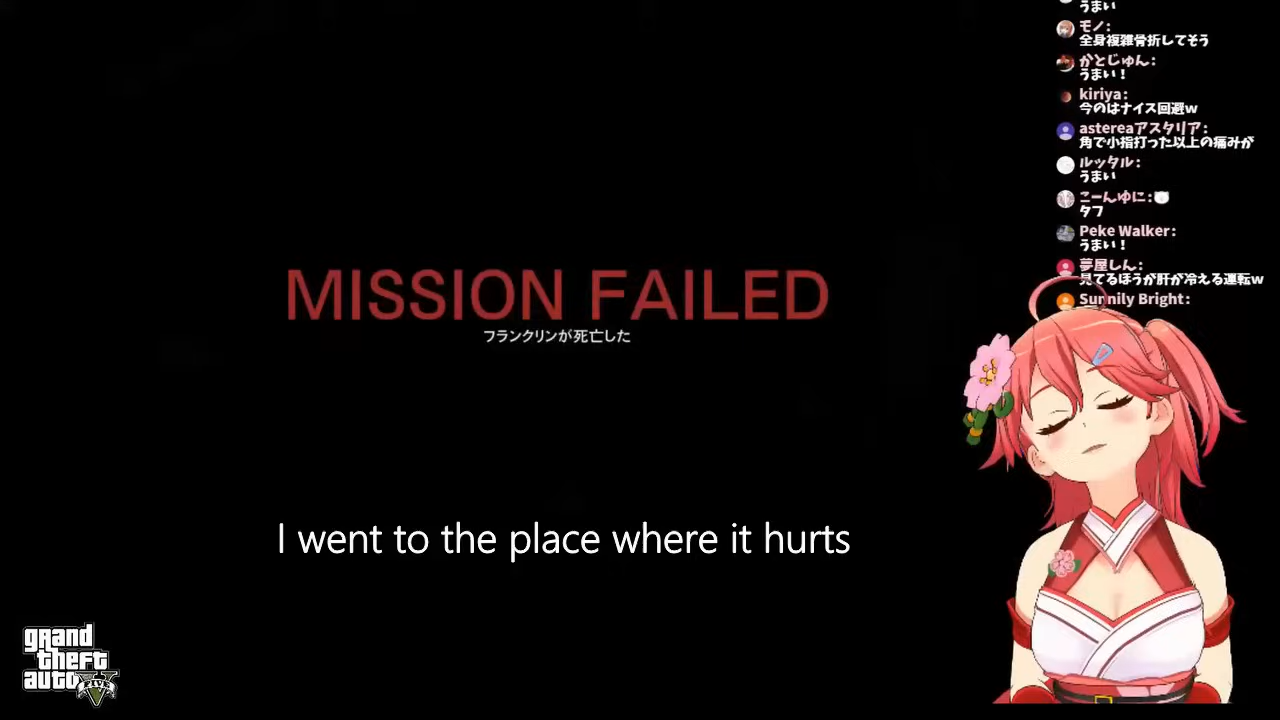 うまい
モノ:
全身複雑骨折してそう
かとじゅん:
うまい!
kiriya:
今のはナイス回避w
astereaアスタリア:
角で小指打った以上の痛みが
ルッタル:
うまい
こーんゆに:
タフ
Peke Walker:
うまい!
夢屋しん:
見てるほうが肝が冷える運転w
Sunnily Bright:
MISSION FAILED
フランクリンが死亡した
I went to the place where it hurts
grand
theft
auto
FIVE